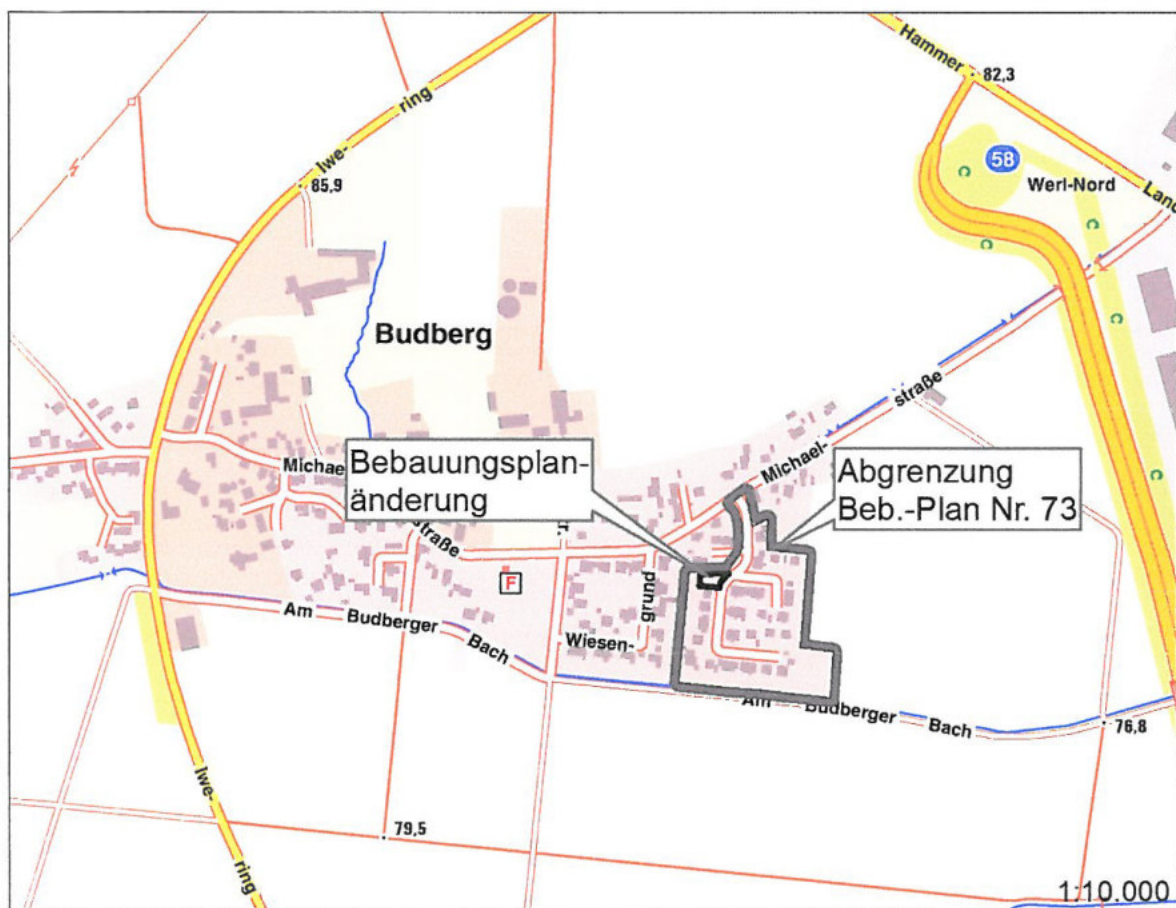 Hammer
82,3
58
Werl-Nord
Land
Iwe-
ring
85,9
Budberg
straße
Michael-
Michae
straße
Bebauungsplan-
änderung
Abgrenzung
Beb.-Plan Nr. 73
F
grund
Wiesen-
Am Budberger Bach
Am Budberger Bach
76,8
Iwe-
ring
79,5
1:10.000